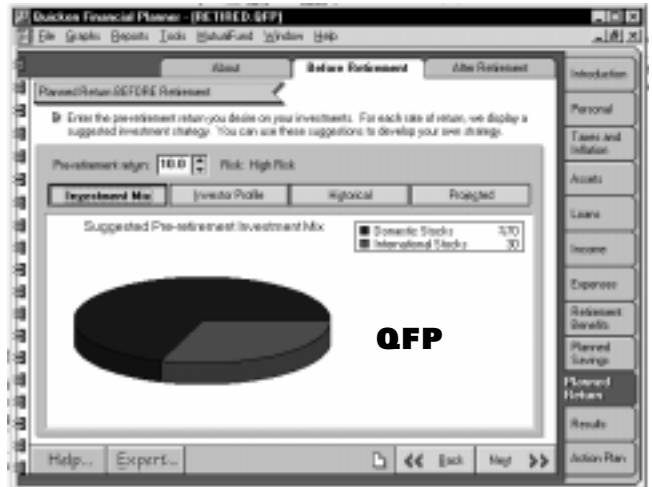 Quicken Financial Planner - [RETIRED.QFP]
File Graphs Reports Tools MutualFund Window Help
About Before Retirement After Retirement
Planned Return BEFORE Retirement
Enter the pre-retirement return you desire on your investments. For each rate of return, we display a
suggested investment strategy. You can use these suggestions to develop your own strategy.
Pre-retirement return: 10.0 Risk: High Risk
Investment Mix Investor Profile Historical Projected
Suggested Pre-retirement Investment Mix
Domestic Stocks %70
International Stocks 30
QFP
Help... Expert... Back Next
Introduction
Personal
Taxes and
Inflation
Assets
Loans
Income
Expenses
Retirement
Benefits
Planned
Savings
Planned
Return
Results
Action Plan